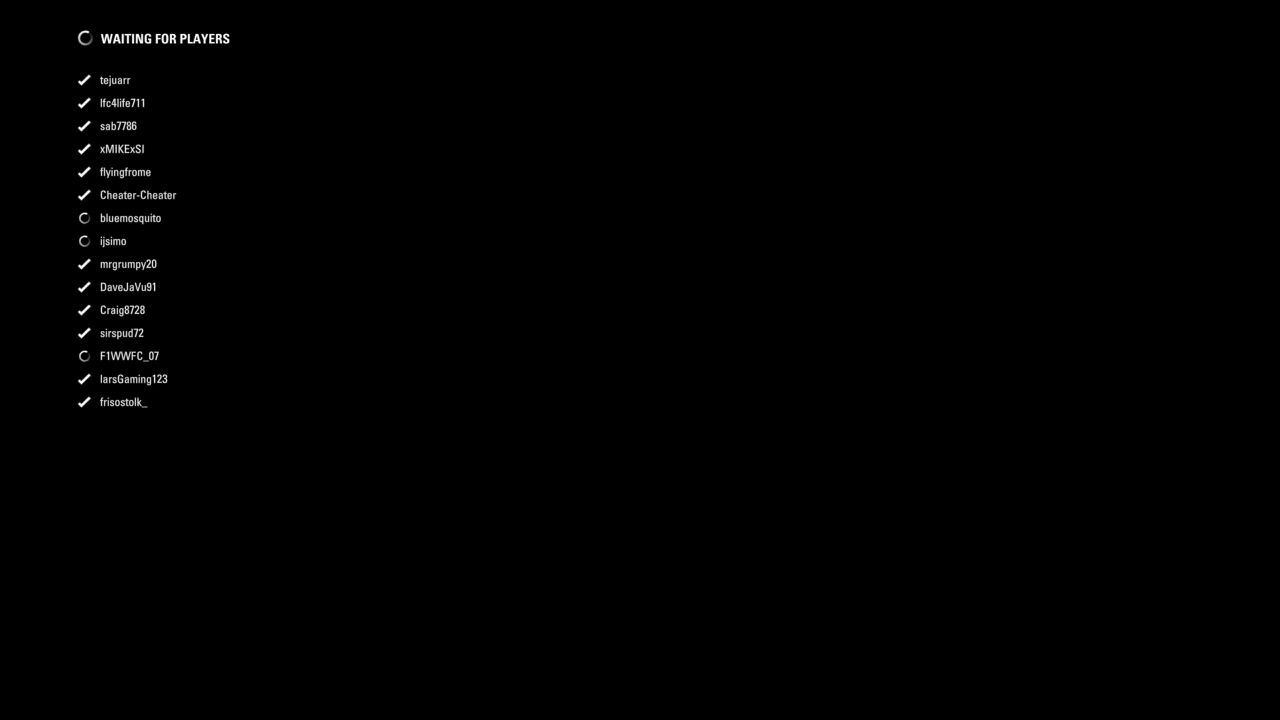 WAITING FOR PLAYERS
tejuarr
lfc4life711
sab7786
xMIKExSI
flyingfrome
Cheater-Cheater
bluemosquito
ijsimo
mrgrumpy20
DaveJaVu91
Craig8728
sirspud72
F1WWFC_07
larsGaming123
frisostolk_